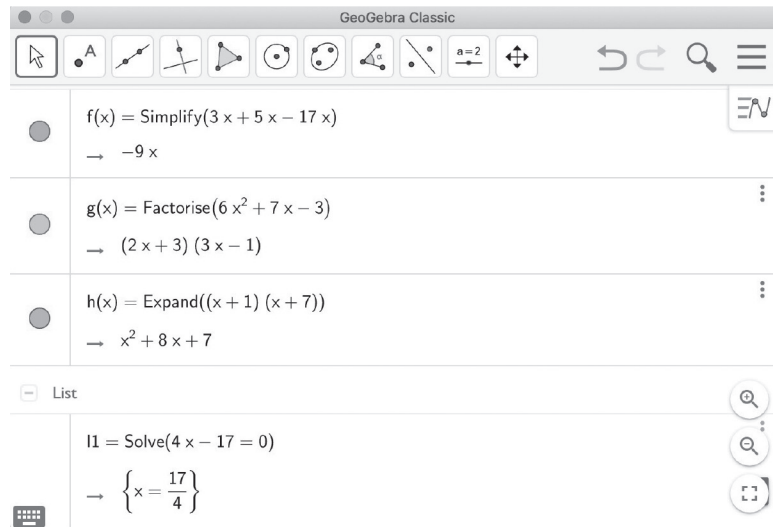 GeoGebra Classic
A
α
a=2
f(x) = Simplify(3 x + 5 x − 17 x)
→ −9 x
g(x) = Factorise(6 x² + 7 x − 3)
→ (2 x + 3) (3 x − 1)
h(x) = Expand((x + 1) (x + 7))
→ x² + 8 x + 7
List
l1 = Solve(4 x − 17 = 0)
→ {x = 17/4}